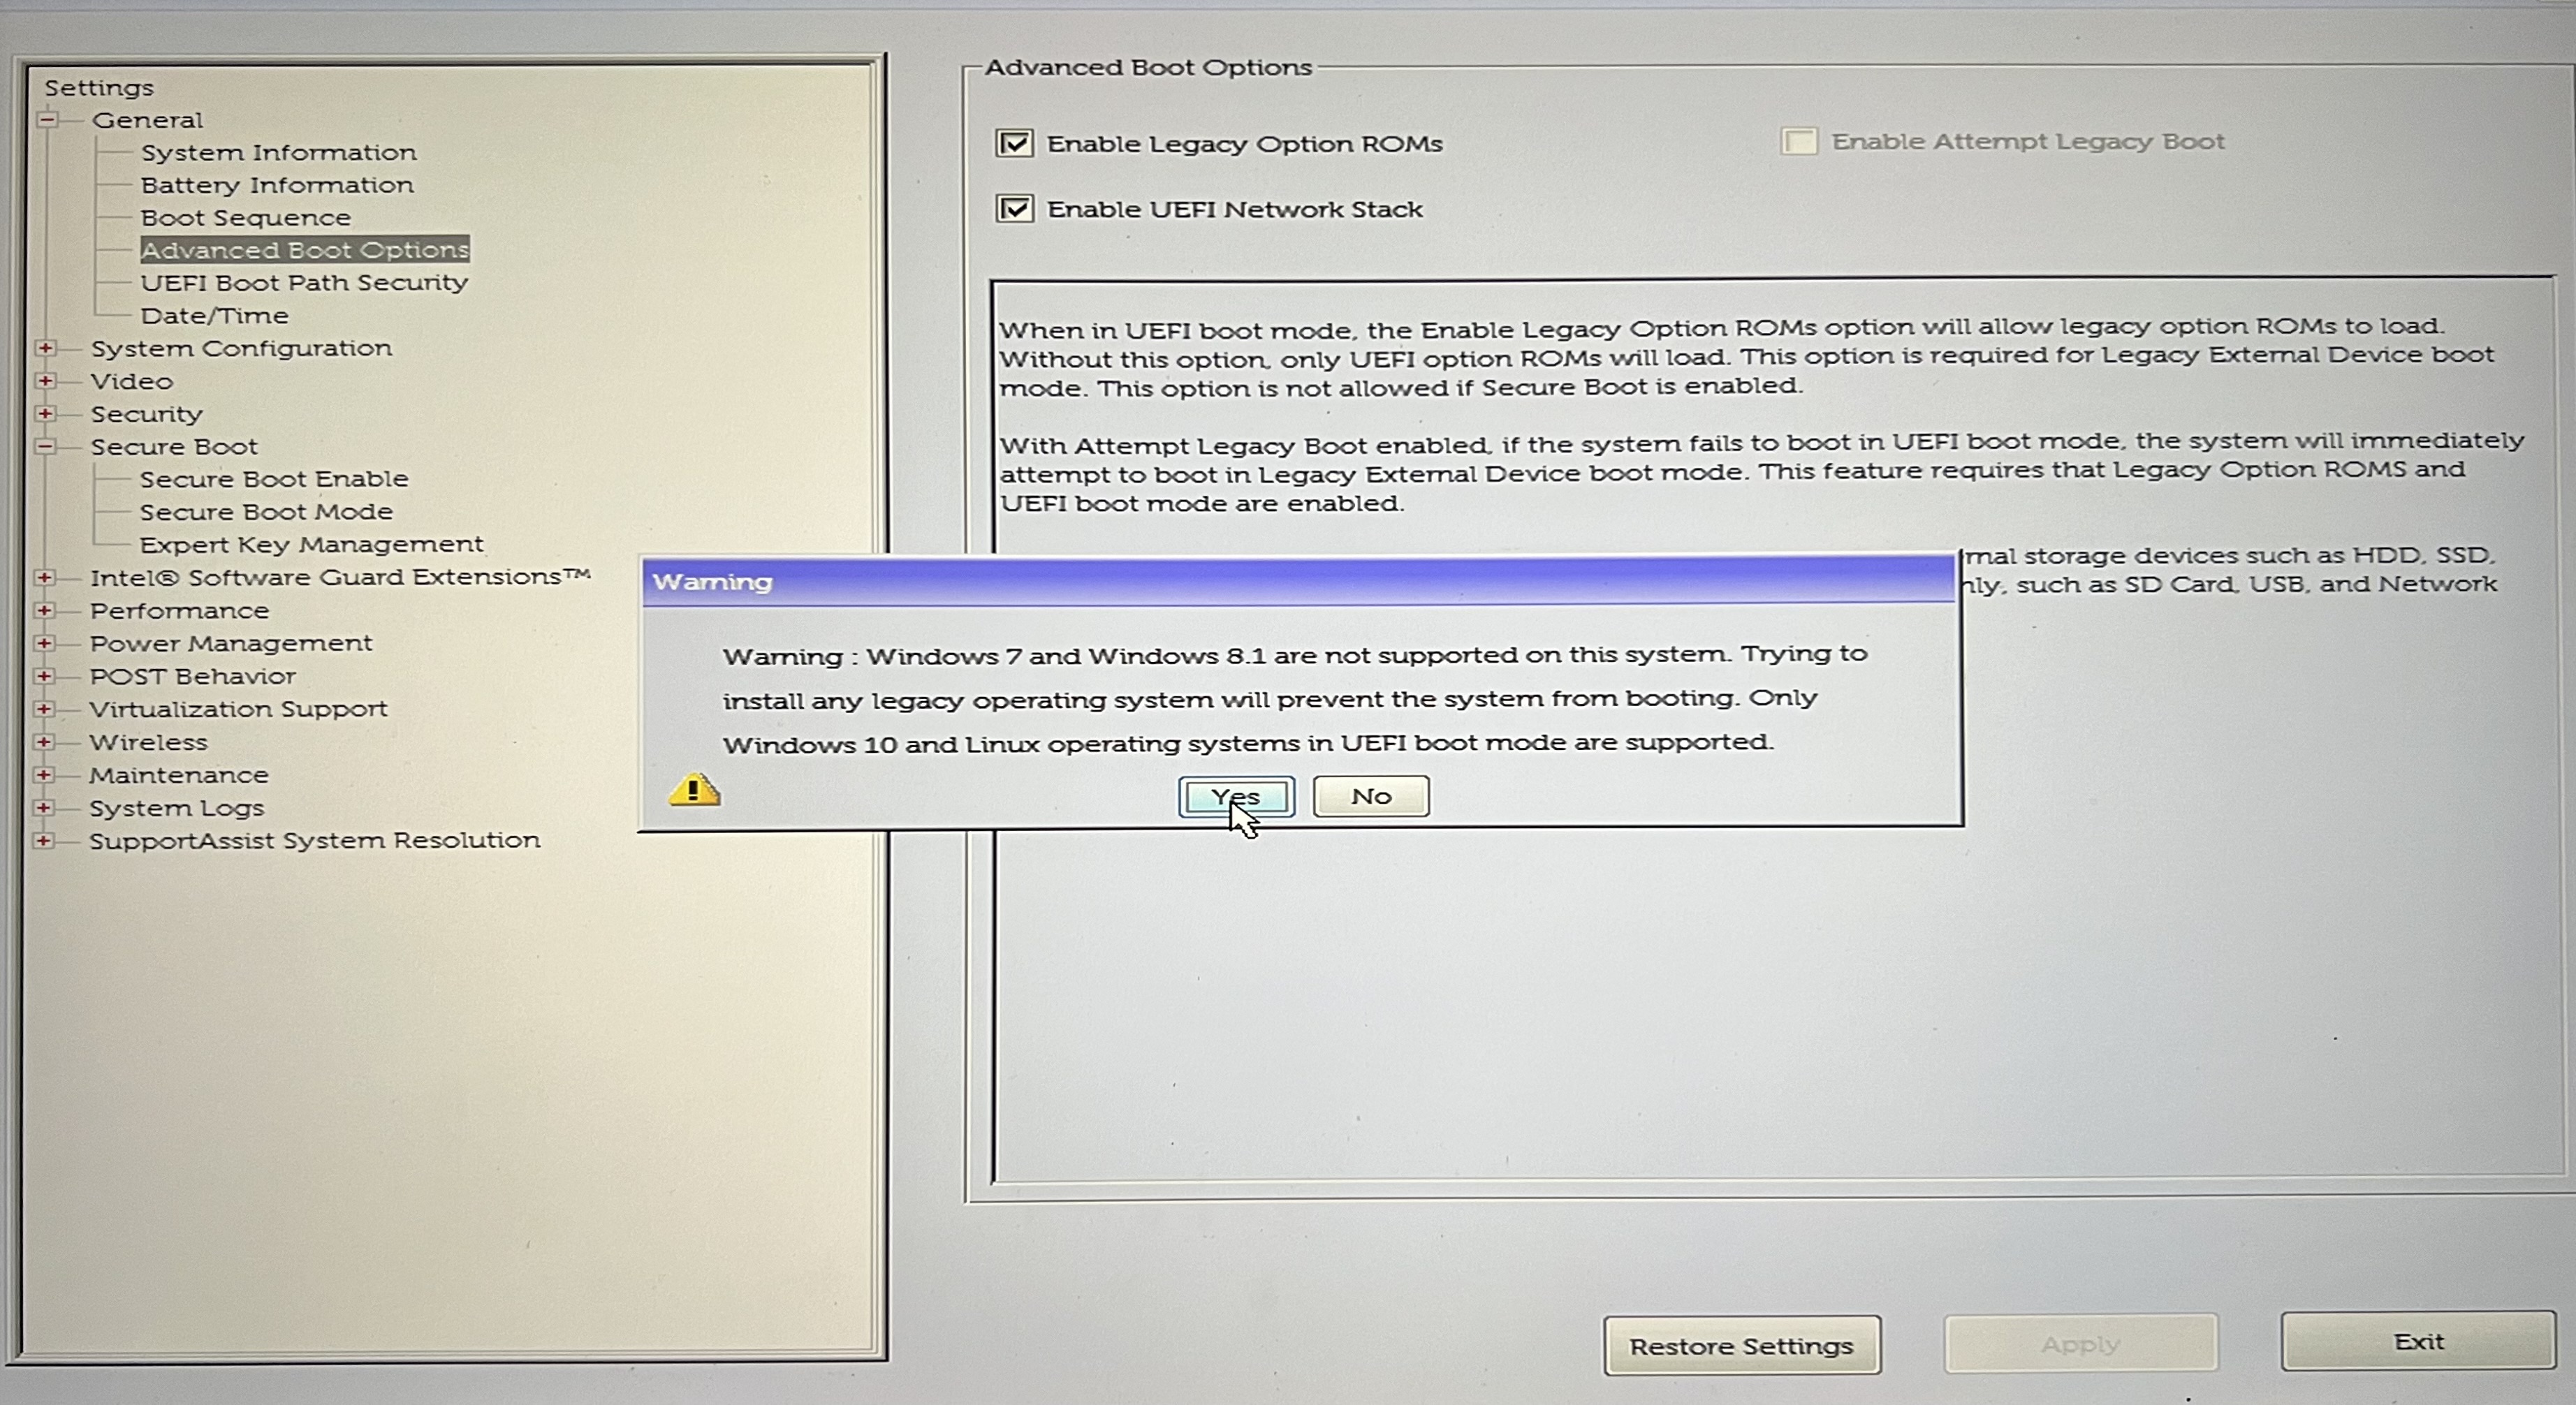 Settings
General
System Information
Battery Information
Boot Sequence
Advanced Boot Options
UEFI Boot Path Security
Date/Time
System Configuration
Video
Security
Secure Boot
Secure Boot Enable
Secure Boot Mode
Expert Key Management
Intel® Software Guard Extensions™
Performance
Power Management
POST Behavior
Virtualization Support
Wireless
Maintenance
System Logs
SupportAssist System Resolution
Advanced Boot Options
Enable Legacy Option ROMs
Enable Attempt Legacy Boot
Enable UEFI Network Stack
When in UEFI boot mode, the Enable Legacy Option ROMs option will allow legacy option ROMs to load.
Without this option, only UEFI option ROMs will load. This option is required for Legacy External Device boot
mode. This option is not allowed if Secure Boot is enabled.
With Attempt Legacy Boot enabled, if the system fails to boot in UEFI boot mode, the system will immediately
attempt to boot in Legacy External Device boot mode. This feature requires that Legacy Option ROMS and
UEFI boot mode are enabled.
storage devices such as HDD, SSD,
such as SD Card, USB, and Network
Warning
Warning : Windows 7 and Windows 8.1 are not supported on this system. Trying to
install any legacy operating system will prevent the system from booting. Only
Windows 10 and Linux operating systems in UEFI boot mode are supported.
Yes
No
Restore Settings
Apply
Exit